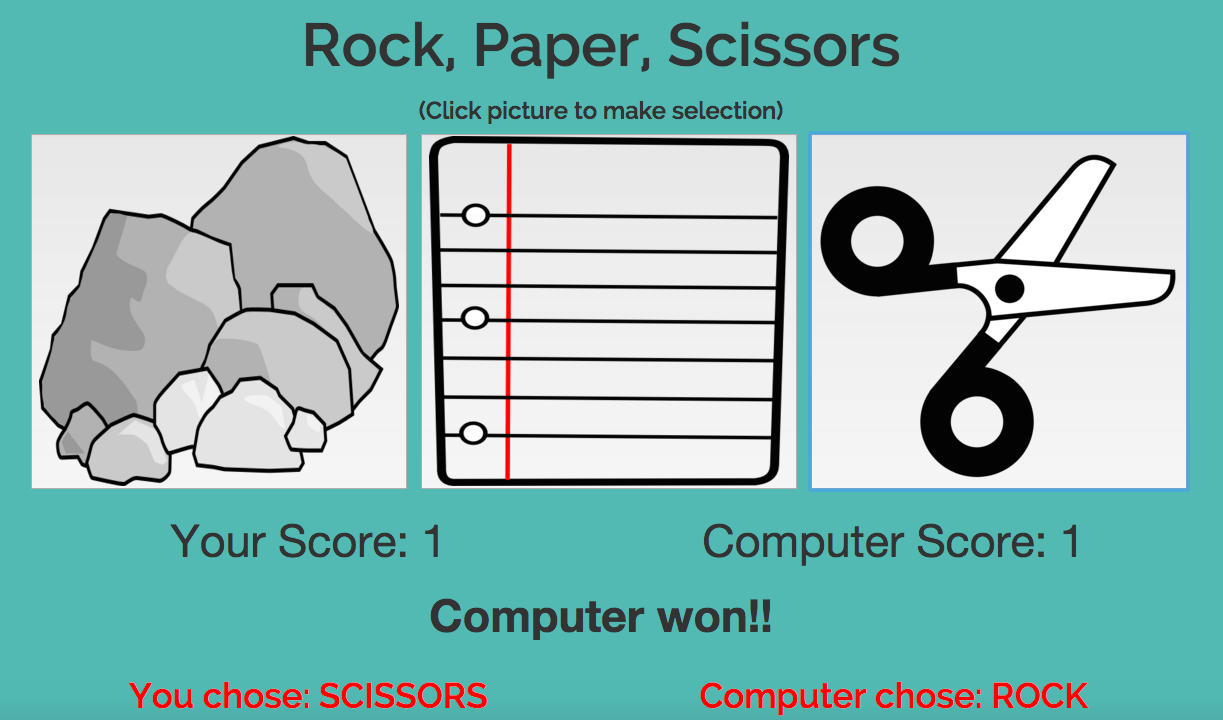 Rock, Paper, Scissors
(Click picture to make selection)
Your Score: 1
Computer Score: 1
Computer won!!
You chose: SCISSORS
Computer chose: ROCK